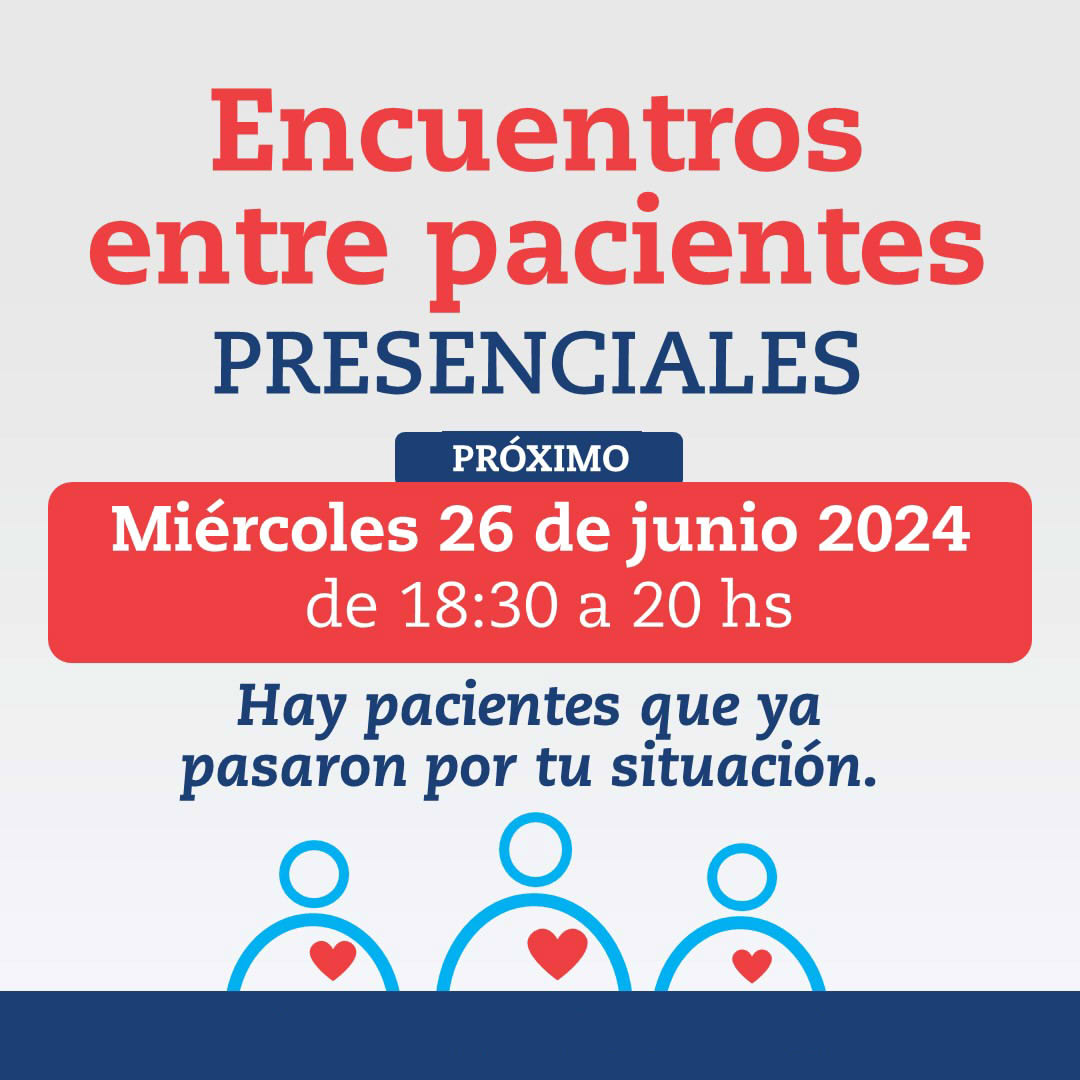 Encuentros
entre pacientes
PRESENCIALES
PRÓXIMO
Miércoles 26 de junio 2024
de 18:30 a 20 hs
Hay pacientes que ya
pasaron por tu situación.